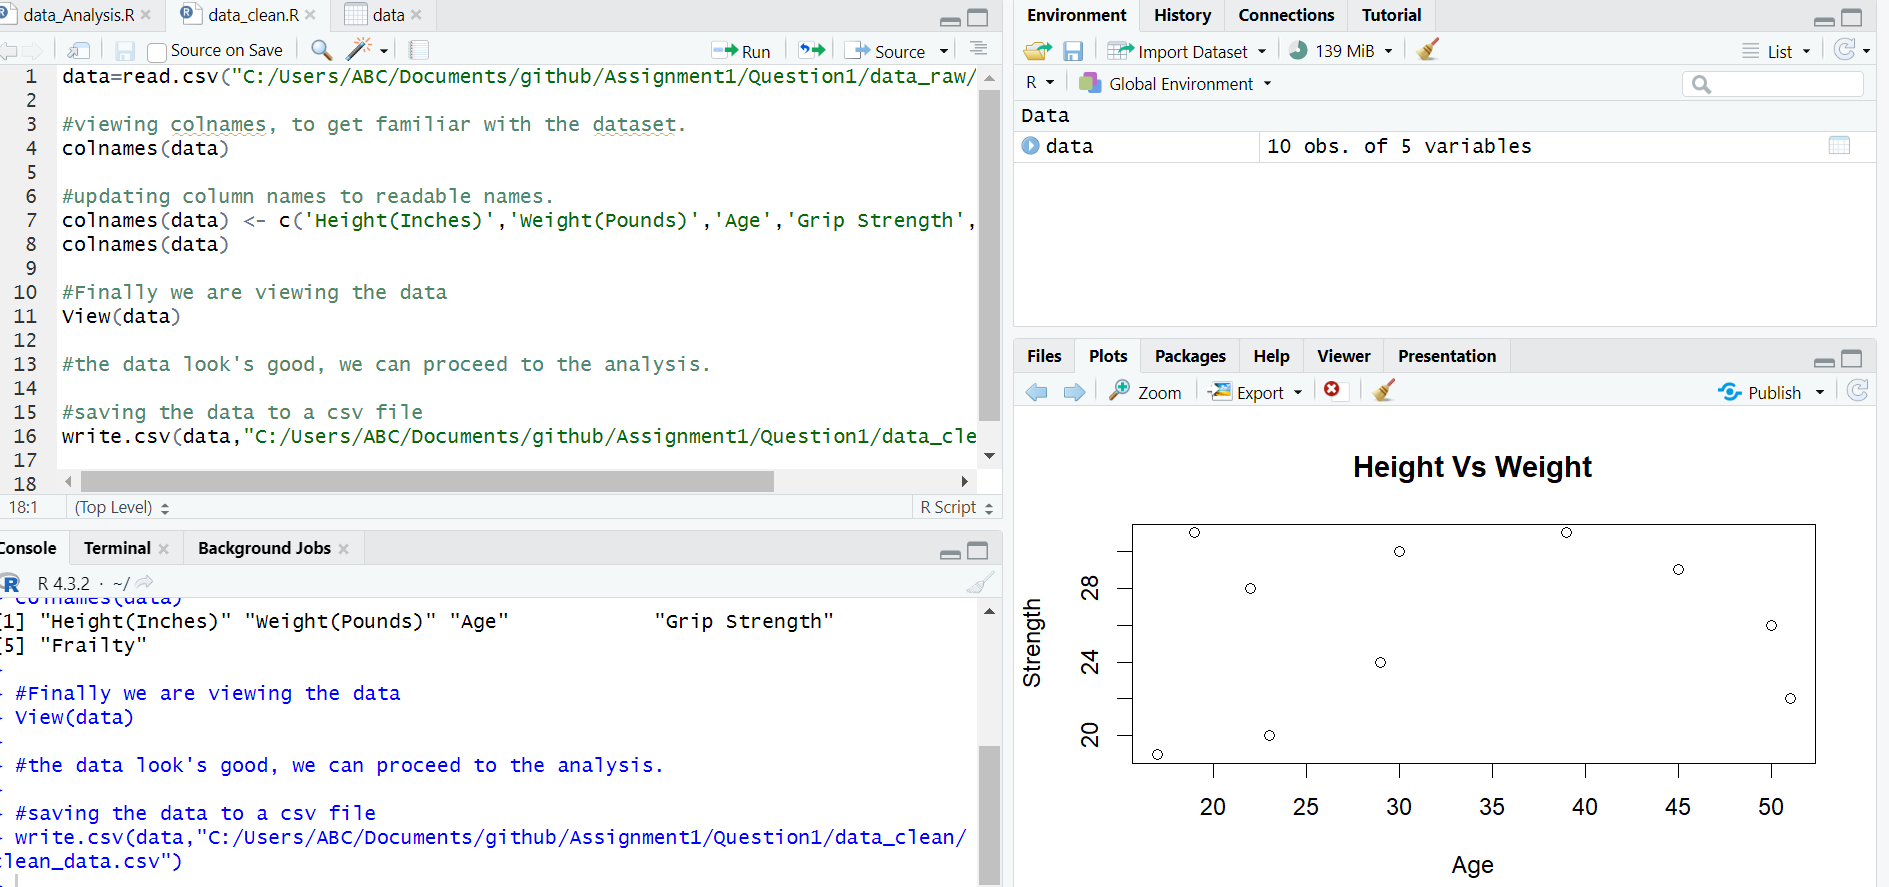 data_Analysis.R
data_clean.R
data
Source on Save
Run
Source
1 data=read.csv("C:/Users/ABC/Documents/github/Assignment1/Question1/data_raw/
2
3 #viewing colnames, to get familiar with the dataset.
4 colnames(data)
5
6 #updating column names to readable names.
7 colnames(data) <- c('Height(Inches)','Weight(Pounds)','Age','Grip Strength',
8 colnames(data)
9
10 #Finally we are viewing the data
11 View(data)
12
13 #the data look's good, we can proceed to the analysis.
14
15 #saving the data to a csv file
16 write.csv(data,"C:/Users/ABC/Documents/github/Assignment1/Question1/data_cle
17
18
18:1 (Top Level) R Script
Console Terminal Background Jobs
R 4.3.2 · ~/
colnames(data)
[1] "Height(Inches)" "Weight(Pounds)" "Age" "Grip Strength"
[5] "Frailty"
#Finally we are viewing the data
View(data)
#the data look's good, we can proceed to the analysis.
#saving the data to a csv file
write.csv(data,"C:/Users/ABC/Documents/github/Assignment1/Question1/data_clean/
clean_data.csv")
Environment History Connections Tutorial
Import Dataset 139 MiB List
R Global Environment
Data
data 10 obs. of 5 variables
Files Plots Packages Help Viewer Presentation
Zoom Export Publish
Height Vs Weight
Strength
28
24
20
20 25 30 35 40 45 50
Age